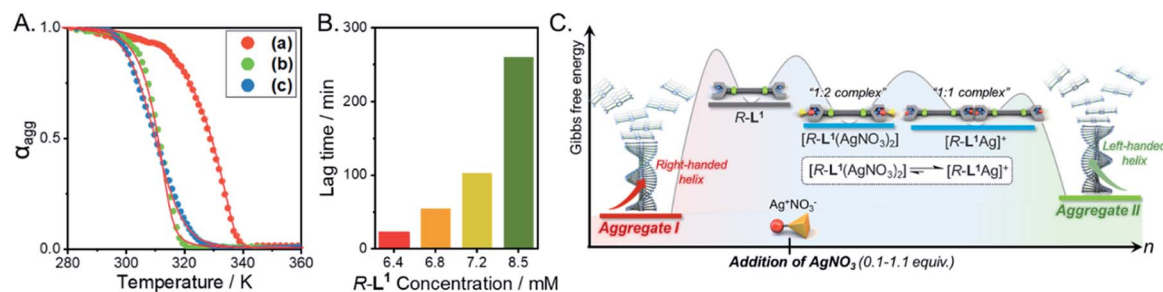 A.
1.0
0.5
0.0
αagg
280 300 320 340 360
Temperature / K
(a)
(b)
(c)
B.
300
200
100
0
Lag time / min
6.4 6.8 7.2 8.5
R-L¹ Concentration / mM
C.
Gibbs free energy
Right-handed
helix
Aggregate I
R-L¹
"1:2 complex"
[R-L¹(AgNO₃)₂]
"1:1 complex"
[R-L¹Ag]⁺
[R-L¹(AgNO₃)₂] ⇌ [R-L¹Ag]⁺
Ag⁺NO₃⁻
Left-handed
helix
Aggregate II
n
Addition of AgNO₃ (0.1-1.1 equiv.)